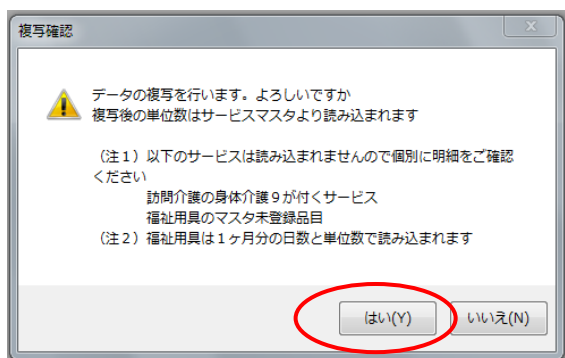 複写確認
データの複写を行います。よろしいですか
複写後の単位数はサービスマスタより読み込まれます
（注１）以下のサービスは読み込まれませんので個別に明細をご確認
ください
訪問介護の身体介護９が付くサービス
福祉用具のマスタ未登録品目
（注２）福祉用具は１ヶ月分の日数と単位数で読み込まれます
はい(Y)
いいえ(N)